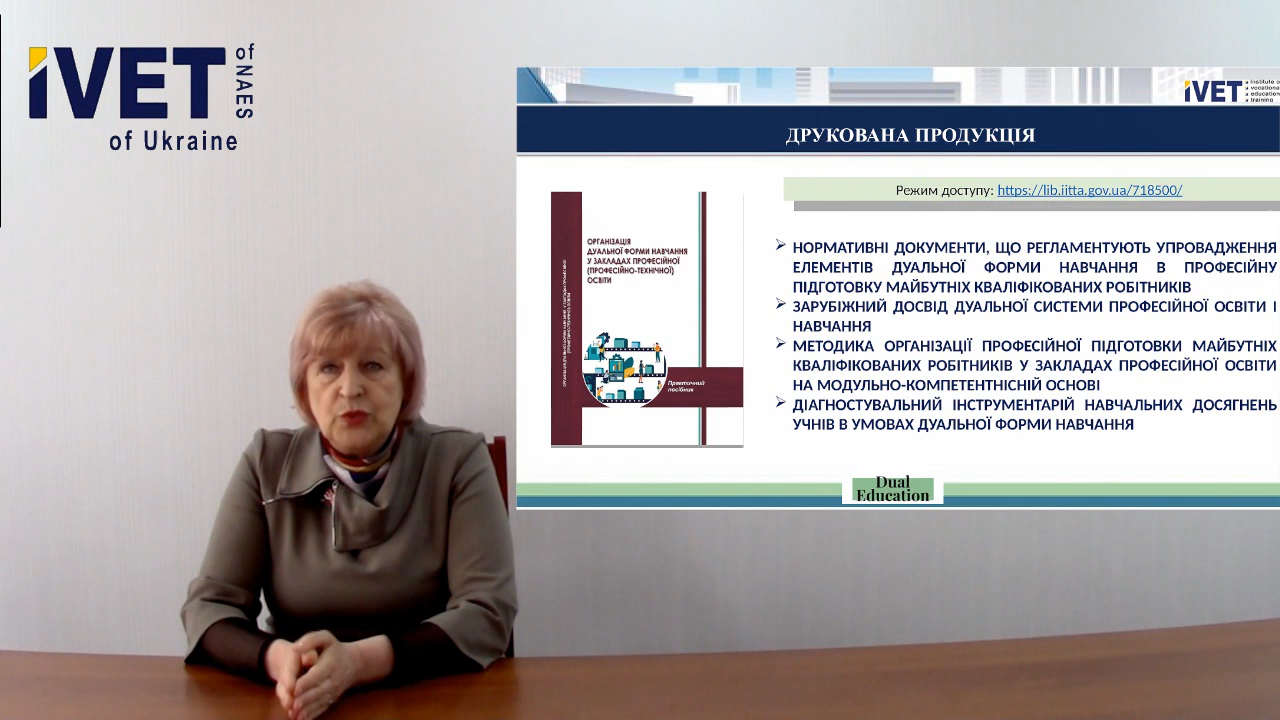 iVET
of NAES
of Ukraine
iVET
institute of
vocational
education
training
ДРУКОВАНА ПРОДУКЦІЯ
Режим доступу: https://lib.iitta.gov.ua/718500/
ОРГАНІЗАЦІЯ
ДУАЛЬНОЇ ФОРМИ НАВЧАННЯ
У ЗАКЛАДАХ ПРОФЕСІЙНОЇ
(ПРОФЕСІЙНО-ТЕХНІЧНОЇ)
ОСВІТИ
Практичний
посібник
НОРМАТИВНІ ДОКУМЕНТИ, ЩО РЕГЛАМЕНТУЮТЬ УПРОВАДЖЕННЯ
ЕЛЕМЕНТІВ ДУАЛЬНОЇ ФОРМИ НАВЧАННЯ В ПРОФЕСІЙНУ
ПІДГОТОВКУ МАЙБУТНІХ КВАЛІФІКОВАНИХ РОБІТНИКІВ
ЗАРУБІЖНИЙ ДОСВІД ДУАЛЬНОЇ СИСТЕМИ ПРОФЕСІЙНОЇ ОСВІТИ І
НАВЧАННЯ
МЕТОДИКА ОРГАНІЗАЦІЇ ПРОФЕСІЙНОЇ ПІДГОТОВКИ МАЙБУТНІХ
КВАЛІФІКОВАНИХ РОБІТНИКІВ У ЗАКЛАДАХ ПРОФЕСІЙНОЇ ОСВІТИ
НА МОДУЛЬНО-КОМПЕТЕНТНІСНІЙ ОСНОВІ
ДІАГНОСТУВАЛЬНИЙ ІНСТРУМЕНТАРІЙ НАВЧАЛЬНИХ ДОСЯГНЕНЬ
УЧНІВ В УМОВАХ ДУАЛЬНОЇ ФОРМИ НАВЧАННЯ
Dual
Education